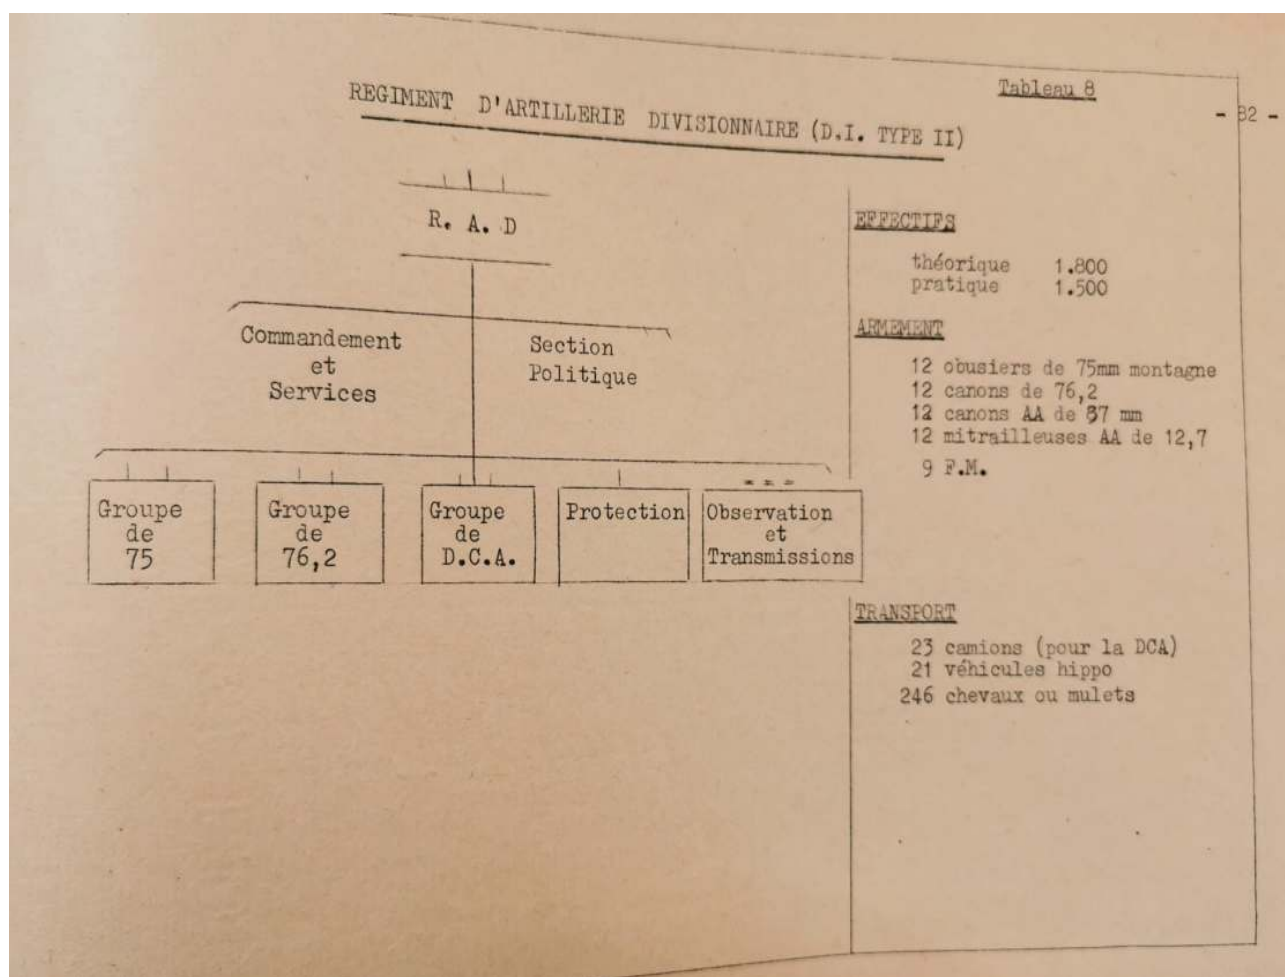 Tableau 8
- 82 -
REGIMENT D'ARTILLERIE DIVISIONNAIRE (D.I. TYPE II)
R. A. D
Commandement
et
Services
Section
Politique
Groupe
de
75
Groupe
de
76,2
Groupe
de
D.C.A.
Protection
Observation
et
Transmissions
EFFECTIFS
théorique 1.800
pratique 1.500
ARMEMENT
12 obusiers de 75mm montagne
12 canons de 76,2
12 canons AA de 37 mm
12 mitrailleuses AA de 12,7
9 F.M.
TRANSPORT
23 camions (pour la DCA)
21 véhicules hippo
246 chevaux ou mulets